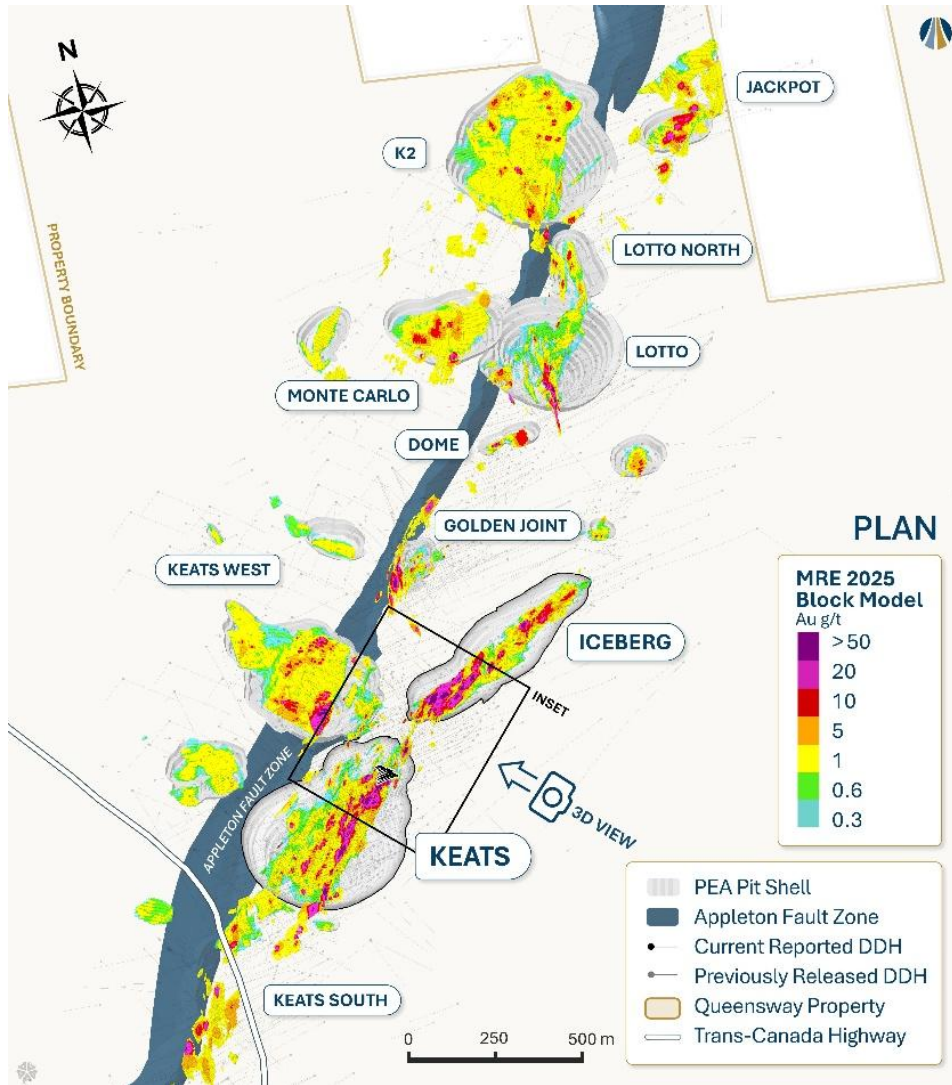 N
JACKPOT
K2
PROPERTY BOUNDARY
LOTTO NORTH
LOTTO
MONTE CARLO
DOME
GOLDEN JOINT
KEATS WEST
ICEBERG
INSET
APPLETON FAULT ZONE
3D VIEW
KEATS
KEATS SOUTH
PLAN
MRE 2025
Block Model
Au g/t
>50
20
10
5
1
0.6
0.3
PEA Pit Shell
Appleton Fault Zone
Current Reported DDH
Previously Released DDH
Queensway Property
Trans-Canada Highway
0 250 500 m